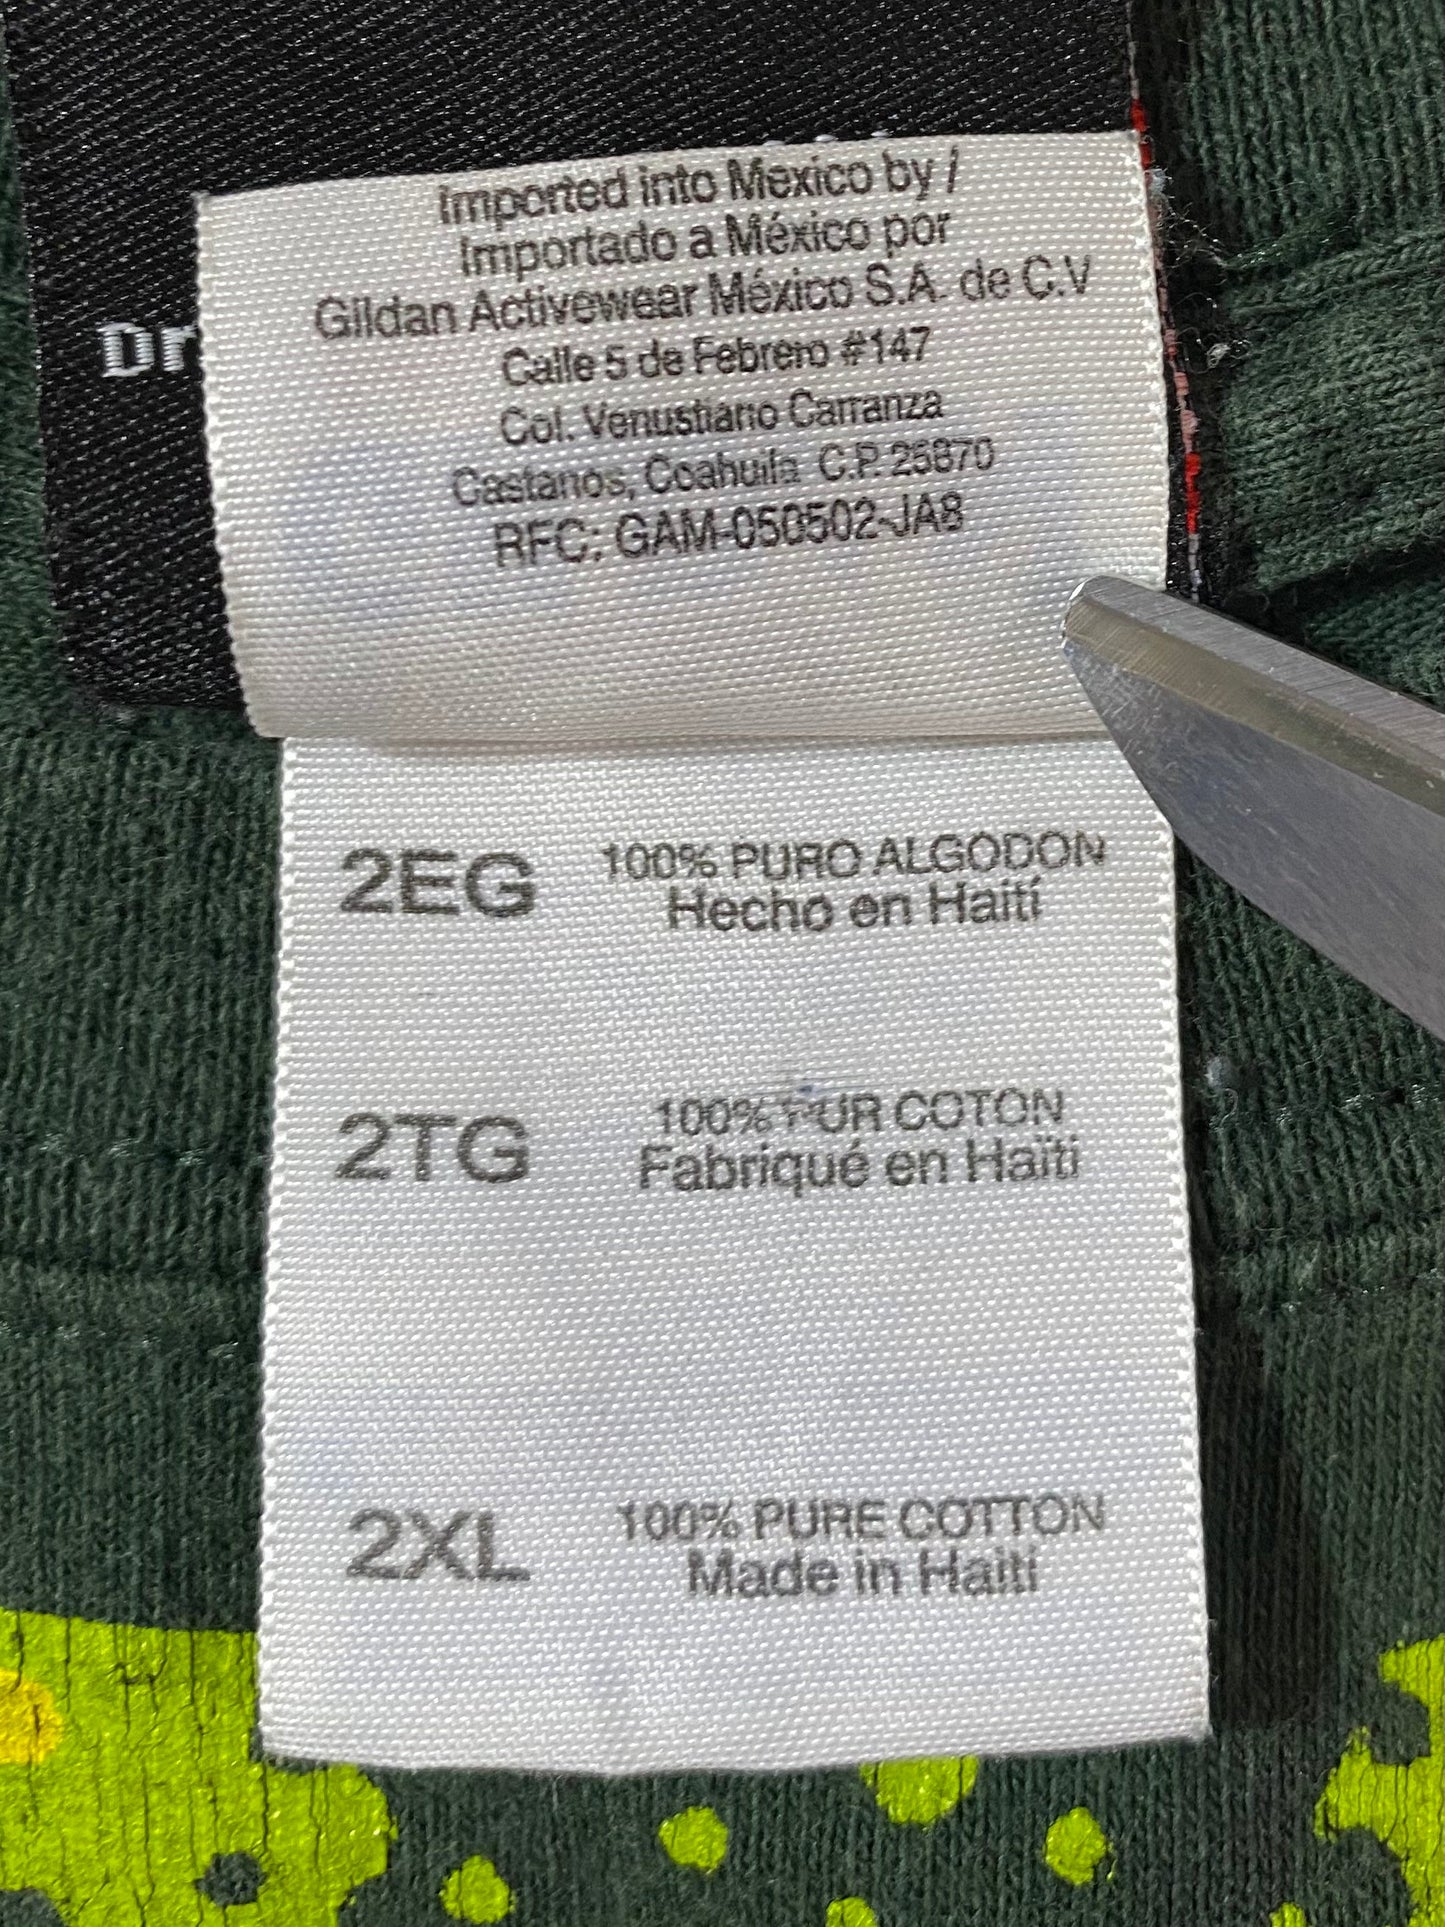 Imported into Mexico by /
Importado a México por
Gildan Activewear México S.A. de C.V
Calle 5 de Febrero #147
Col. Venustiano Carranza
Castanos, Coahuila C.P. 25870
RFC: GAM-050502-JA8
2EG 100% PURO ALGODON
Hecho en Haití
2TG 100% PUR COTON
Fabriqué en Haïti
2XL 100% PURE COTTON
Made in Haiti